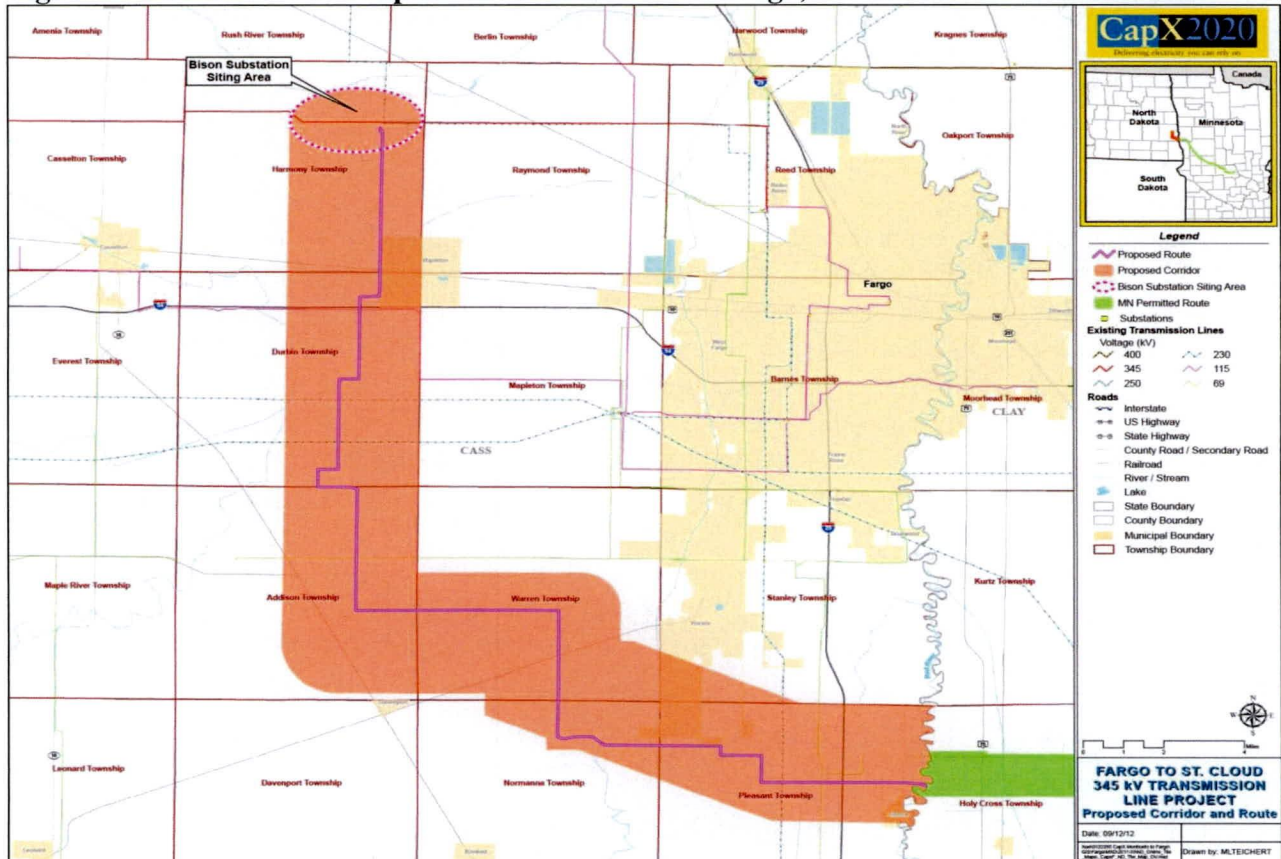 Amenia Township
Rush River Township
Berlin Township
Harwood Township
Kragnes Township
Bison Substation
Siting Area
Casselton Township
Harmony Township
Raymond Township
Reed Township
Oakport Township
Fargo
Everest Township
Durbin Township
Mapleton Township
Barnes Township
Moorhead Township
CLAY
CASS
Maple River Township
Addison Township
Warren Township
Stanley Township
Kurtz Township
Leonard Township
Davenport Township
Normanna Township
Pleasant Township
Holy Cross Township
CapX2020
Delivering electricity you can rely on
Canada
North
Dakota
Minnesota
South
Dakota
Legend
Proposed Route
Proposed Corridor
Bison Substation Siting Area
MN Permitted Route
Substations
Existing Transmission Lines
Voltage (kV)
400 230
345 115
250 69
Roads
Interstate
US Highway
State Highway
County Road / Secondary Road
Railroad
River / Stream
Lake
State Boundary
County Boundary
Municipal Boundary
Township Boundary
N
W E
S
0 1 2 4
Miles
FARGO TO ST. CLOUD
345 kV TRANSMISSION
LINE PROJECT
Proposed Corridor and Route
Date: 09/12/12
Drawn by: MLTEICHERT